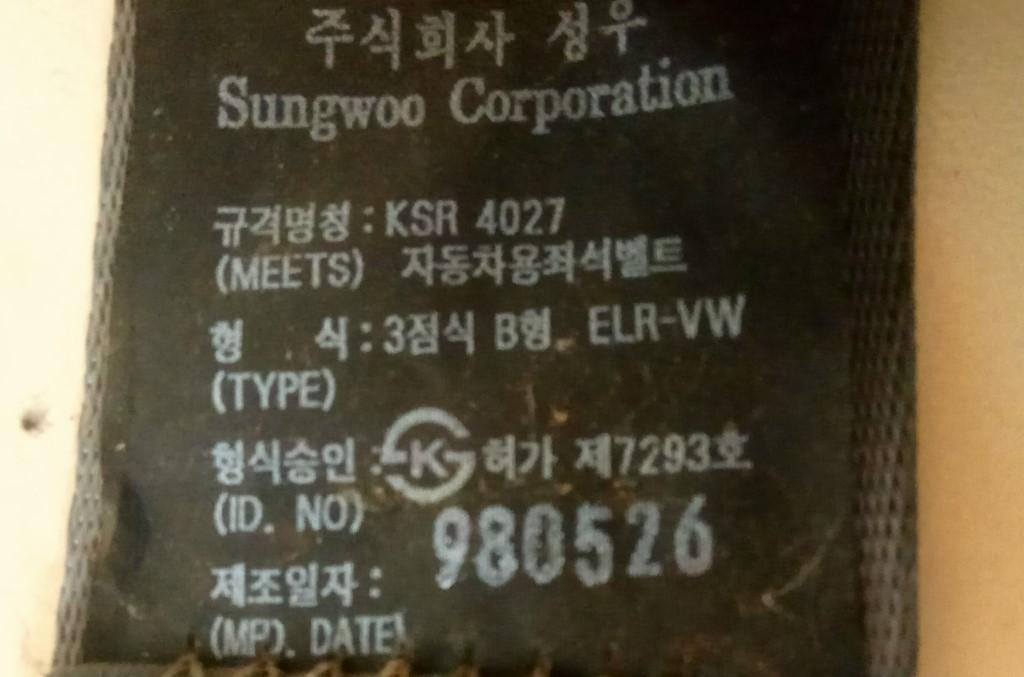 주식회사 성우
Sungwoo Corporation
규격명칭 : KSR 4027
(MEETS) 자동차용좌석벨트
형 식 : 3점식 B형 ELR-VW
(TYPE)
형식승인 : K 허가 제7293호
(ID. NO)
980526
제조일자 :
(MPD. DATE)